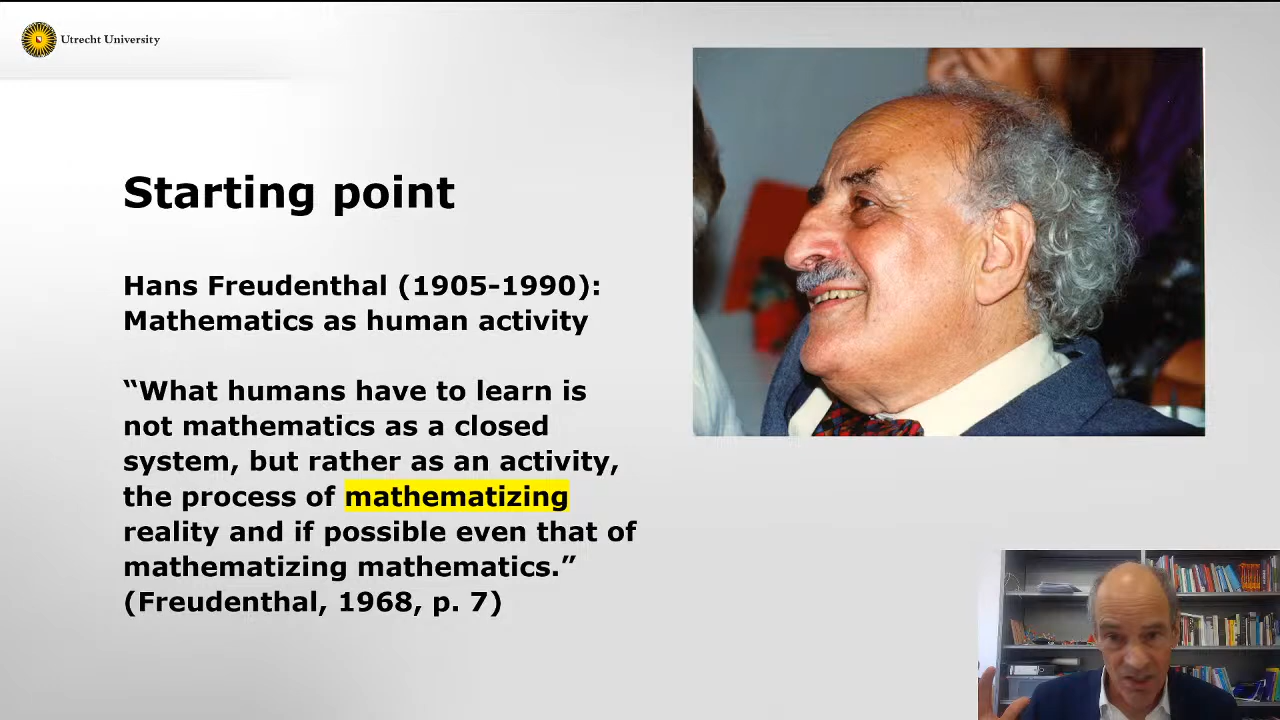 Utrecht University
Starting point
Hans Freudenthal (1905-1990):
Mathematics as human activity
“What humans have to learn is
not mathematics as a closed
system, but rather as an activity,
the process of mathematizing
reality and if possible even that of
mathematizing mathematics.”
(Freudenthal, 1968, p. 7)